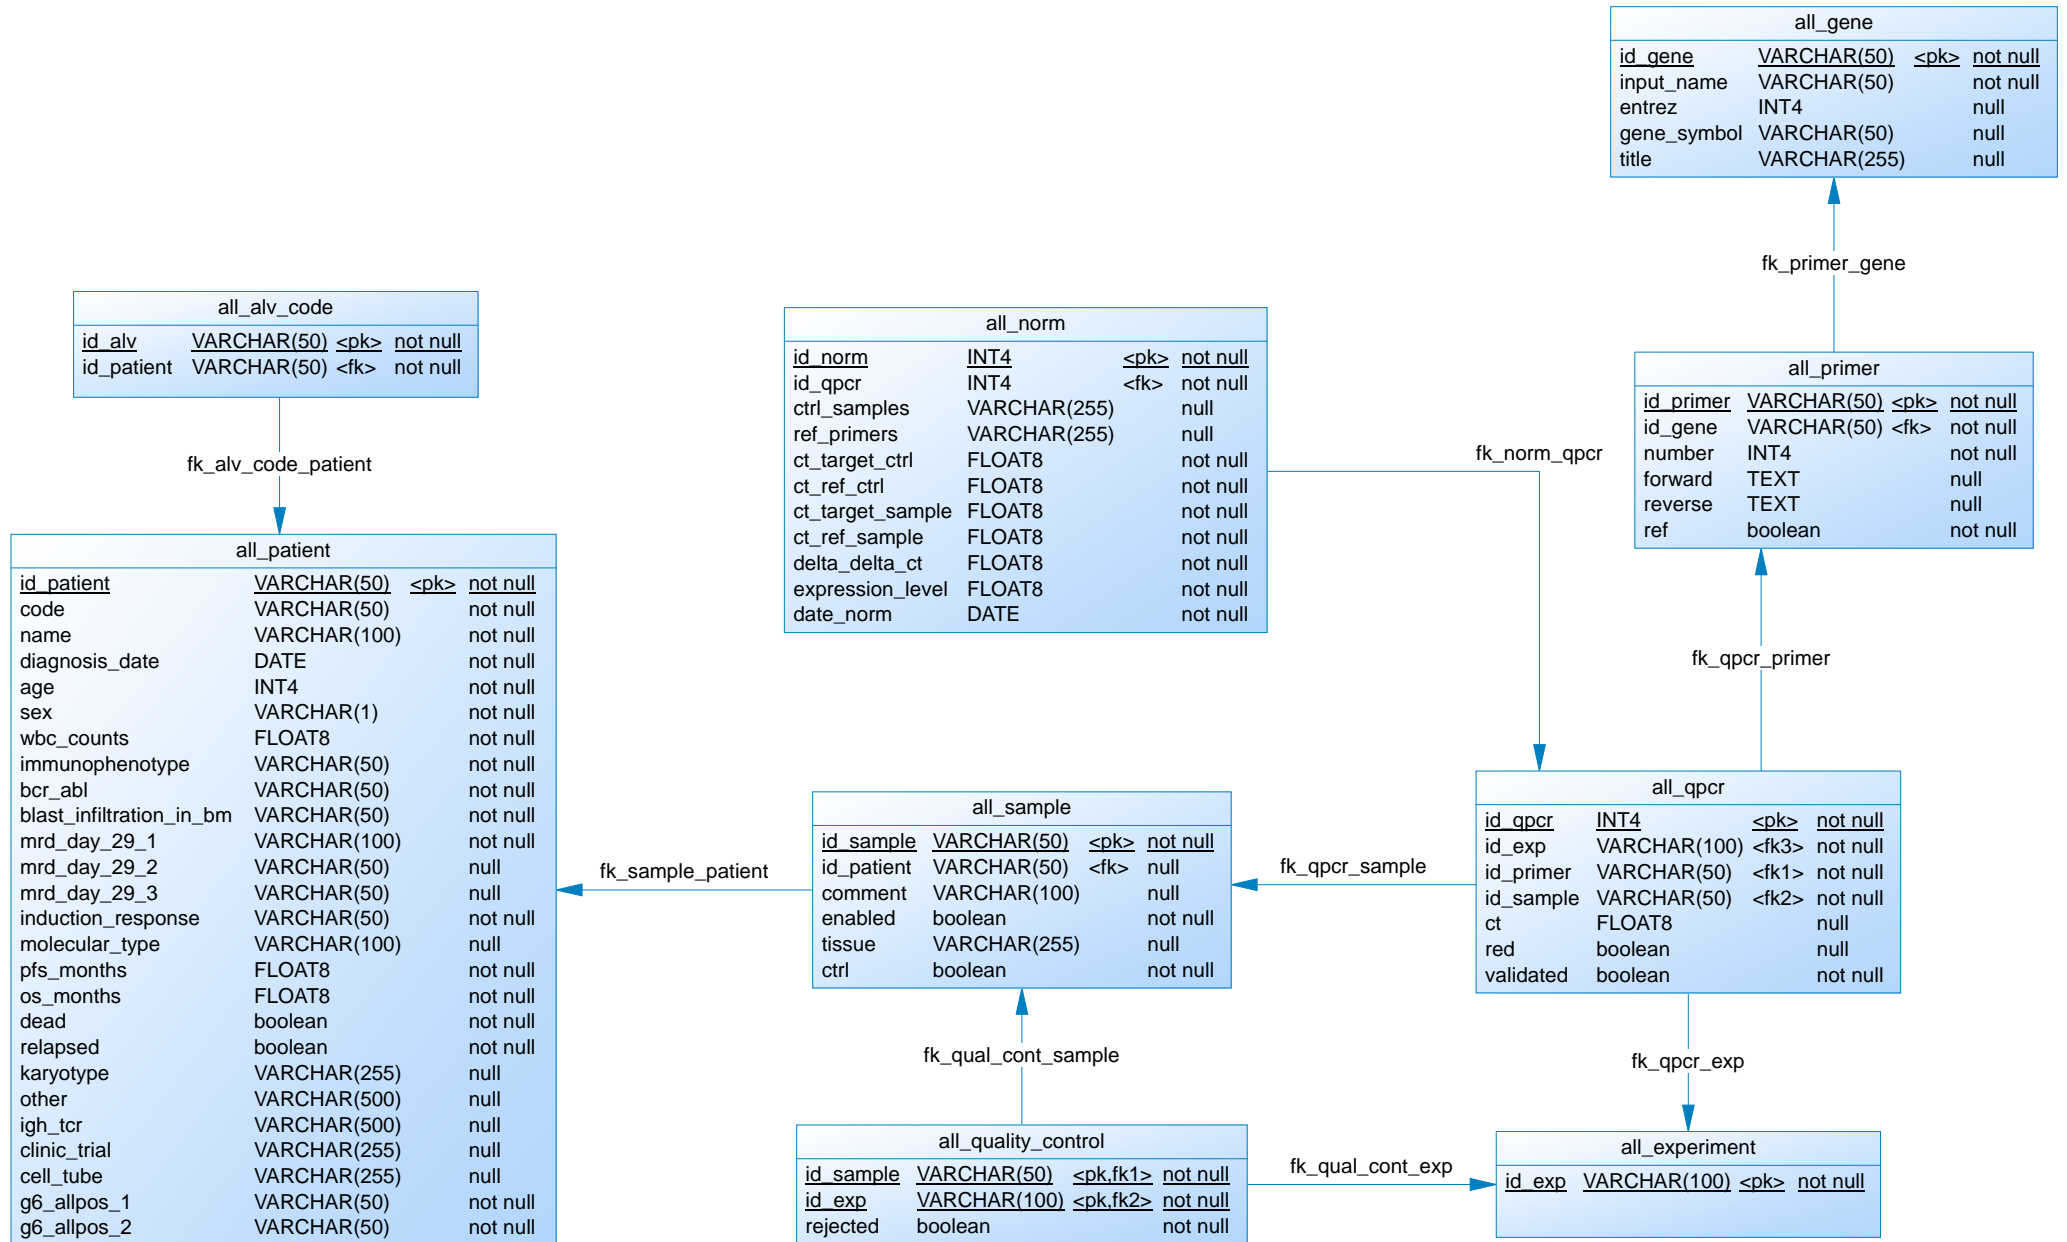 all_gene
id_gene VARCHAR(50) <pk> not null
input_name VARCHAR(50) not null
entrez INT4 null
gene_symbol VARCHAR(50) null
title VARCHAR(255) null
fk_primer_gene
all_alv_code
id_alv VARCHAR(50) <pk> not null
id_patient VARCHAR(50) <fk> not null
fk_alv_code_patient
all_norm
id_norm INT4 <pk> not null
id_qpcr INT4 <fk> not null
ctrl_samples VARCHAR(255) null
ref_primers VARCHAR(255) null
ct_target_ctrl FLOAT8 not null
ct_ref_ctrl FLOAT8 not null
ct_target_sample FLOAT8 not null
ct_ref_sample FLOAT8 not null
delta_delta_ct FLOAT8 not null
expression_level FLOAT8 not null
date_norm DATE not null
fk_norm_qpcr
all_primer
id_primer VARCHAR(50) <pk> not null
id_gene VARCHAR(50) <fk> not null
number INT4 not null
forward TEXT null
reverse TEXT null
ref boolean not null
fk_qpcr_primer
all_patient
id_patient VARCHAR(50) <pk> not null
code VARCHAR(50) not null
name VARCHAR(100) not null
diagnosis_date DATE not null
age INT4 not null
sex VARCHAR(1) not null
wbc_counts FLOAT8 not null
immunophenotype VARCHAR(50) not null
bcr_abl VARCHAR(50) not null
blast_infiltration_in_bm VARCHAR(50) not null
mrd_day_29_1 VARCHAR(100) not null
mrd_day_29_2 VARCHAR(50) null
mrd_day_29_3 VARCHAR(50) null
induction_response VARCHAR(50) not null
molecular_type VARCHAR(100) null
pfs_months FLOAT8 not null
os_months FLOAT8 not null
dead boolean not null
relapsed boolean not null
karyotype VARCHAR(255) null
other VARCHAR(500) null
igh_tcr VARCHAR(500) null
clinic_trial VARCHAR(255) null
cell_tube VARCHAR(255) null
g6_allpos_1 VARCHAR(50) not null
g6_allpos_2 VARCHAR(50) not null
fk_sample_patient
all_sample
id_sample VARCHAR(50) <pk> not null
id_patient VARCHAR(50) <fk> null
comment VARCHAR(100) null
enabled boolean not null
tissue VARCHAR(255) null
ctrl boolean not null
fk_qpcr_sample
all_qpcr
id_qpcr INT4 <pk> not null
id_exp VARCHAR(100) <fk3> not null
id_primer VARCHAR(50) <fk1> not null
id_sample VARCHAR(50) <fk2> not null
ct FLOAT8 null
red boolean null
validated boolean not null
fk_qual_cont_sample
fk_qpcr_exp
all_quality_control
id_sample VARCHAR(50) <pk,fk1> not null
id_exp VARCHAR(100) <pk,fk2> not null
rejected boolean not null
fk_qual_cont_exp
all_experiment
id_exp VARCHAR(100) <pk> not null